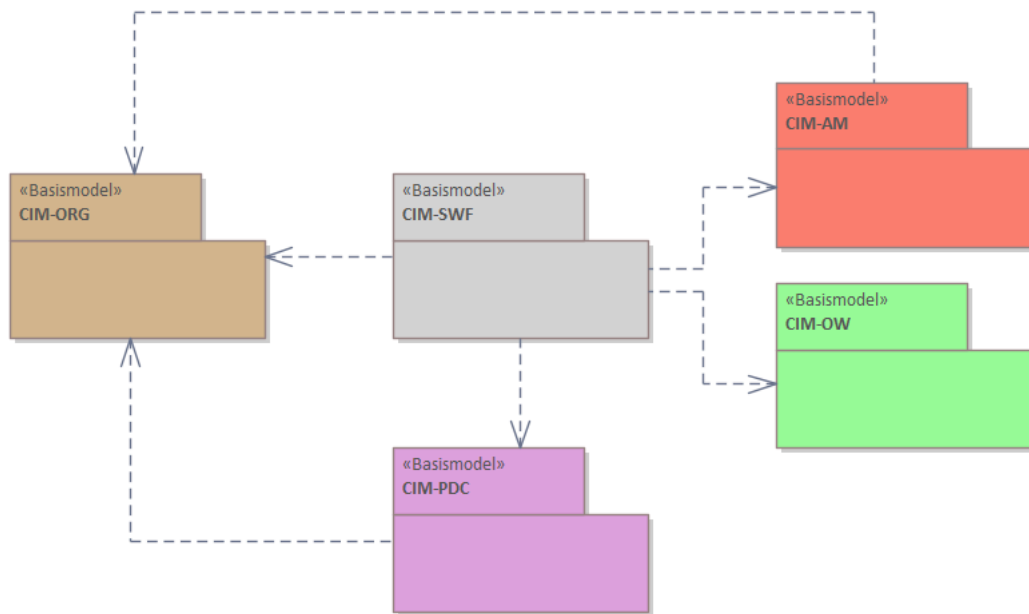 «Basismodel»
CIM-AM
«Basismodel»
CIM-ORG
«Basismodel»
CIM-SWF
«Basismodel»
CIM-OW
«Basismodel»
CIM-PDC